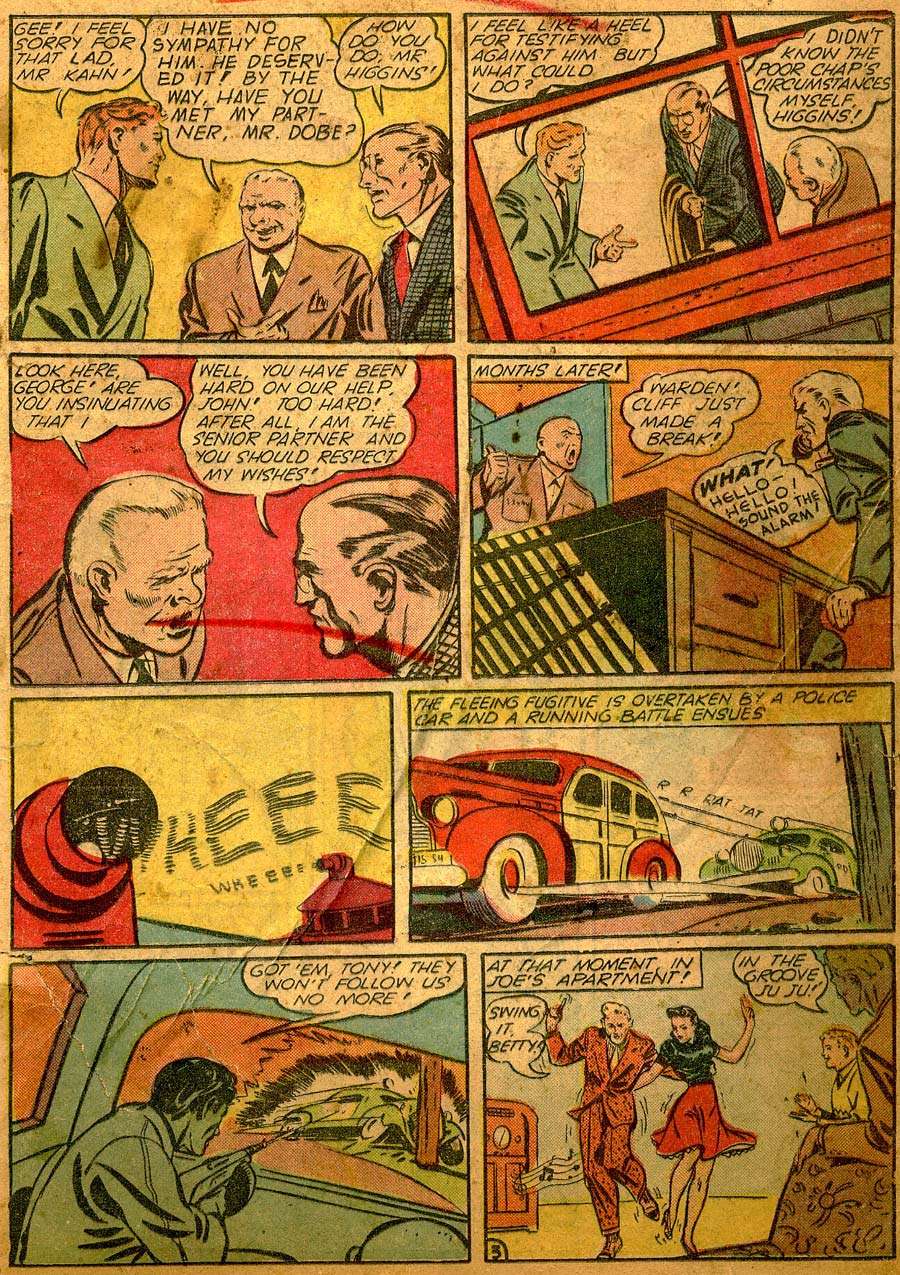 GEE! I FEEL
SORRY FOR
THAT LAD,
MR KAHN!
I HAVE NO
SYMPATHY FOR
HIM. HE DESERV-
ED IT! BY THE
WAY, HAVE YOU
MET MY PART-
NER, MR. DOBE?
HOW
DO YOU
DO, MR
HIGGINS!
I FEEL LIKE A HEEL
FOR TESTIFYING
AGAINST HIM. BUT
WHAT COULD
I DO?
I DIDN'T
KNOW THE
POOR CHAP'S
CIRCUMSTANCES
MYSELF,
HIGGINS!
LOOK HERE,
GEORGE! ARE
YOU INSINUATING
THAT I
WELL, YOU HAVE BEEN
HARD ON OUR HELP
JOHN! TOO HARD!
AFTER ALL, I AM THE
SENIOR PARTNER AND
YOU SHOULD RESPECT
MY WISHES!
MONTHS LATER!
WARDEN!
CLIFF JUST
MADE A
BREAK!
WHAT!
HELLO-
HELLO!
SOUND THE
ALARM!
WHEEE
WHEEEE
THE FLEEING FUGITIVE IS OVERTAKEN BY A POLICE
CAR AND A RUNNING BATTLE ENSUES
R R RAT TAT
GOT 'EM, TONY! THEY
WON'T FOLLOW US
NO MORE!
AT THAT MOMENT IN
JOE'S APARTMENT!
SWING
IT,
BETTY!
IN THE
GROOVE
JU JU!
3